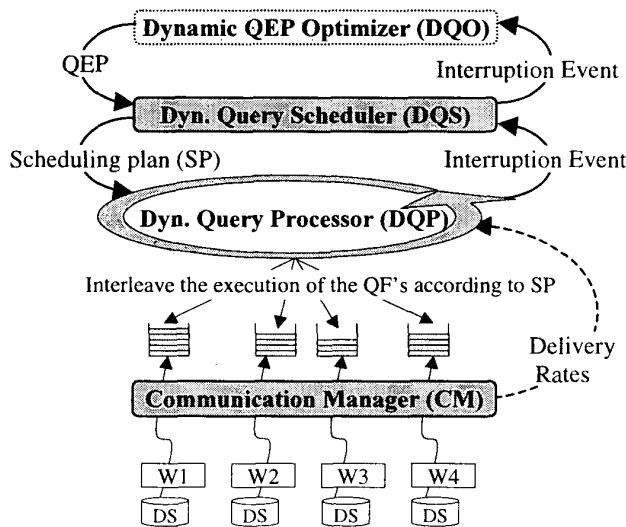 Dynamic QEP Optimizer (DQO)
QEP
Interruption Event
Dyn. Query Scheduler (DQS)
Scheduling plan (SP)
Interruption Event
Dyn. Query Processor (DQP)
Interleave the execution of the QF's according to SP
Delivery
Rates
Communication Manager (CM)
W1 W2 W3 W4
DS DS DS DS